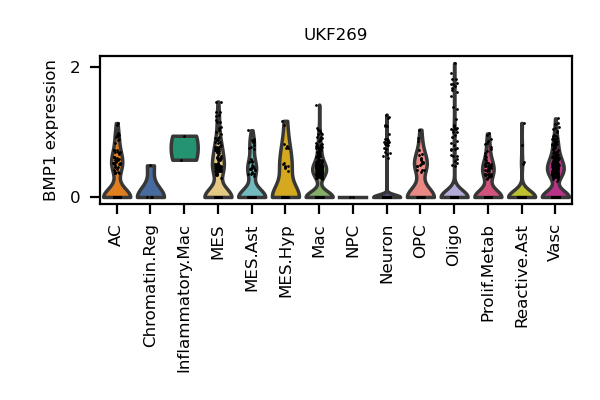 UKF269
BMP1 expression
2
0
AC
Chromatin.Reg
Inflammatory.Mac
MES
MES.Ast
MES.Hyp
Mac
NPC
Neuron
OPC
Oligo
Prolif.Metab
Reactive.Ast
Vasc